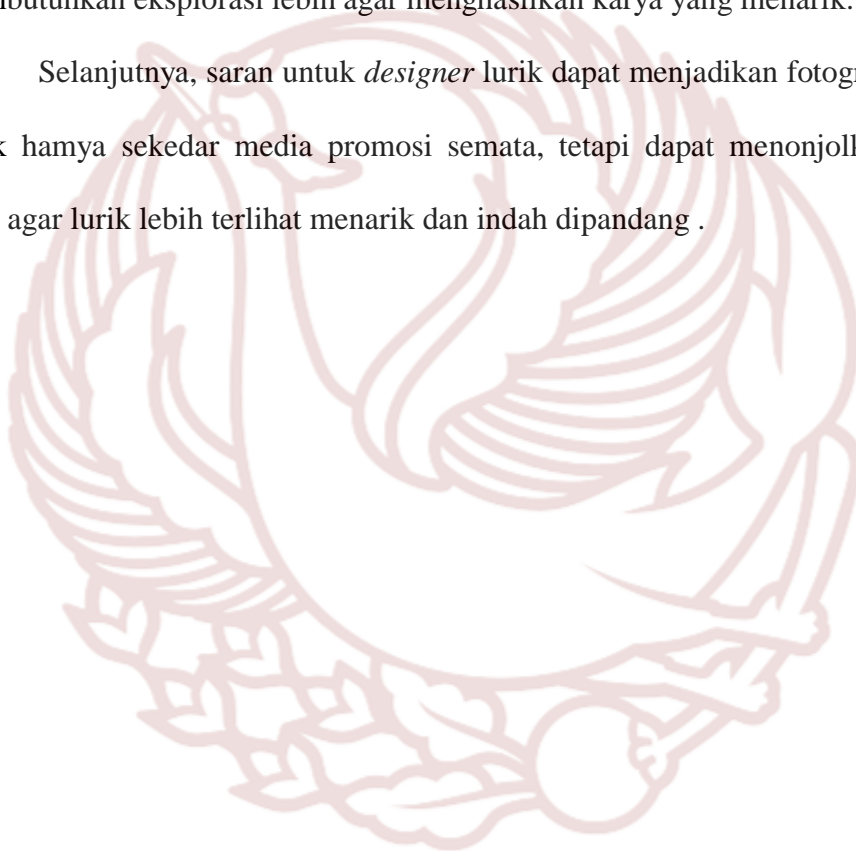 eksplorasi lebih agar menghasilkan karya yang menarik.
Selanjutnya, saran untuk designer lurik dapat menjadikan
hamya sekedar media promosi semata, tetapi dapat
agar lurik lebih terlihat menarik dan indah dipandang .